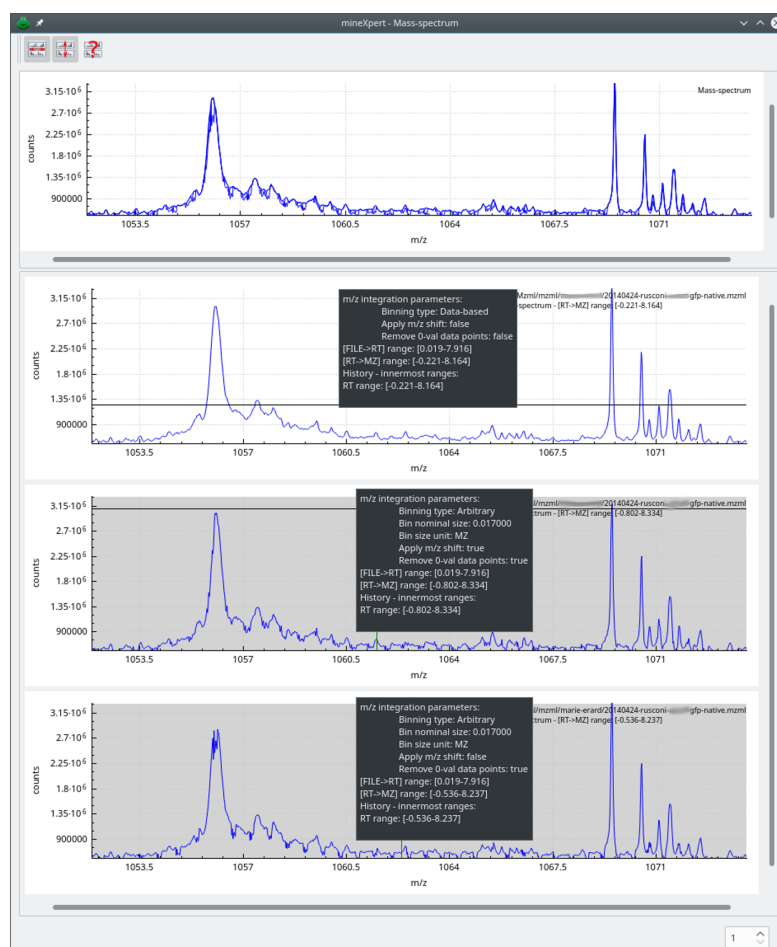 mineXpert - Mass-spectrum
Mass-spectrum
3.15·10⁶
2.7·10⁶
2.25·10⁶
1.8·10⁶
1.35·10⁶
900000
counts
1053.5 1057 1060.5 1064 1067.5 1071
m/z
m/z integration parameters:
Binning type: Data-based
Apply m/z shift: false
Remove 0-val data points: false
[FILE->RT] range: [0.019-7.916]
[RT->MZ] range: [-0.221-8.164]
History - innermost ranges:
RT range: [-0.221-8.164]
Mzml/mzml/ /20140424-rusconi gfp-native.mzml
-spectrum - [RT->MZ] range: [-0.221-8.164]
3.15·10⁶
2.7·10⁶
2.25·10⁶
1.8·10⁶
1.35·10⁶
900000
counts
1053.5 1057 1060.5 1064 1067.5 1071
m/z
m/z integration parameters:
Binning type: Arbitrary
Bin nominal size: 0.017000
Bin size unit: MZ
Apply m/z shift: true
Remove 0-val data points: true
[FILE->RT] range: [0.019-7.916]
[RT->MZ] range: [-0.802-8.334]
History - innermost ranges:
RT range: [-0.802-8.334]
l/mzml/ /20140424-rusconi gfp-native.mzml
trum - [RT->MZ] range: [-0.802-8.334]
3.15·10⁶
2.7·10⁶
2.25·10⁶
1.8·10⁶
1.35·10⁶
900000
counts
1053.5 1057 1060.5 1064 1067.5 1071
m/z
m/z integration parameters:
Binning type: Arbitrary
Bin nominal size: 0.017000
Bin size unit: MZ
Apply m/z shift: false
Remove 0-val data points: true
[FILE->RT] range: [0.019-7.916]
[RT->MZ] range: [-0.536-8.237]
History - innermost ranges:
RT range: [-0.536-8.237]
l/mzml/marie-erard/20140424-rusconi gfp-native.mzml
trum - [RT->MZ] range: [-0.536-8.237]
3.15·10⁶
2.7·10⁶
2.25·10⁶
1.8·10⁶
1.35·10⁶
900000
counts
1053.5 1057 1060.5 1064 1067.5 1071
m/z
1